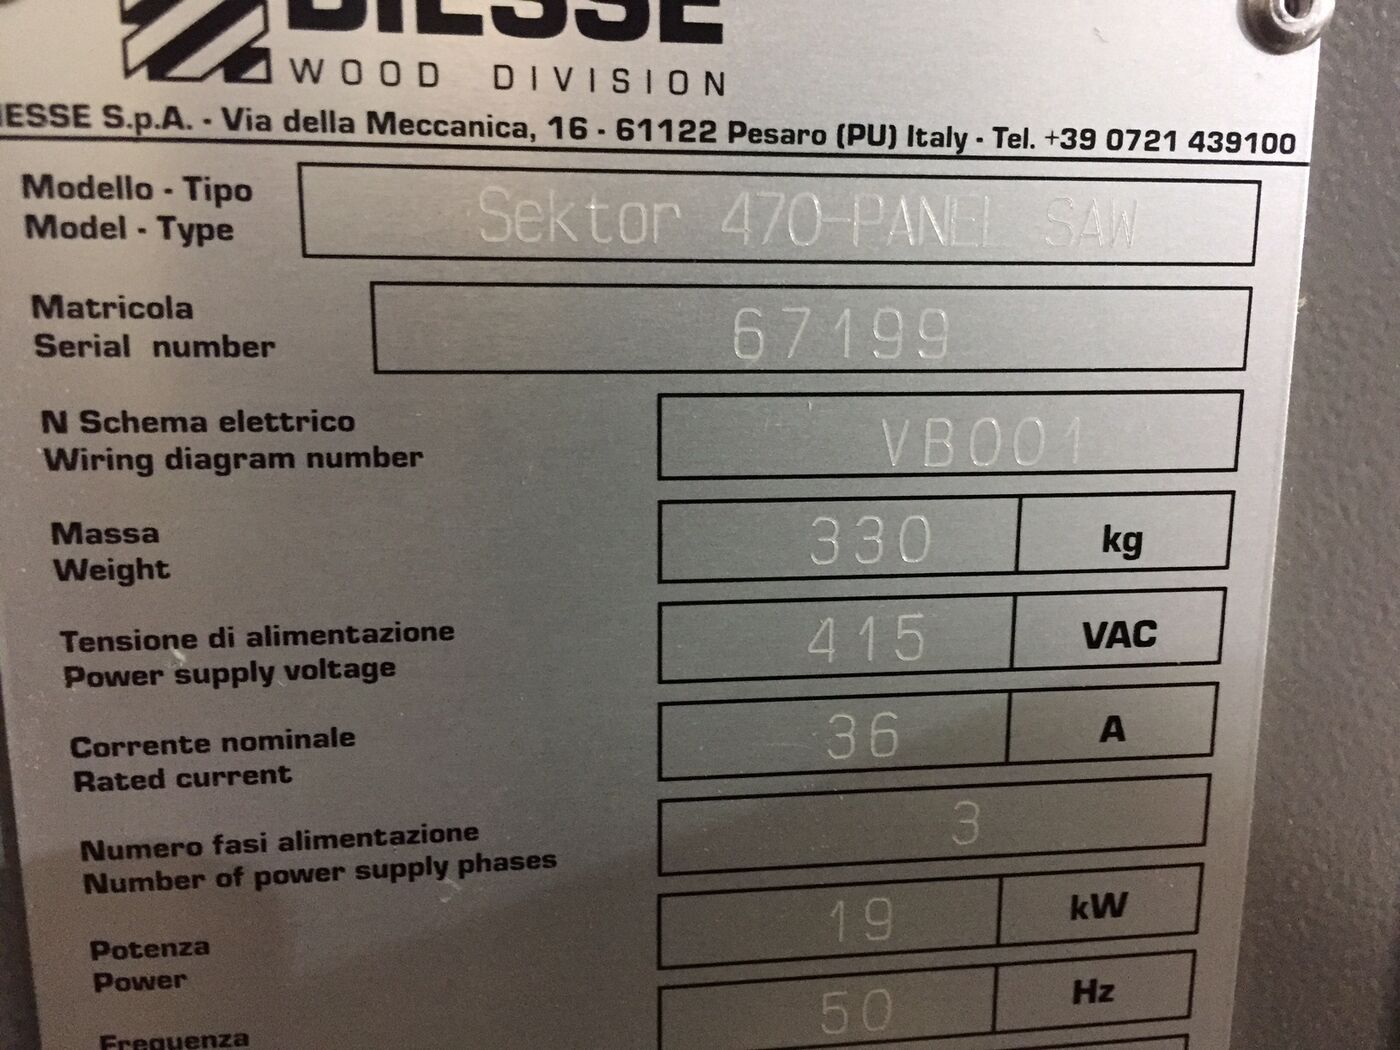 BIESSE
WOOD DIVISION
IESSE S.p.A. - Via della Meccanica, 16 - 61122 Pesaro (PU) Italy - Tel. +39 0721 439100
Modello - Tipo
Model - Type
Sektor 470-PANEL SAW
Matricola
Serial number
67199
N Schema elettrico
Wiring diagram number
VB001
Massa
Weight
330 kg
Tensione di alimentazione
Power supply voltage
415 VAC
Corrente nominale
Rated current
36 A
Numero fasi alimentazione
Number of power supply phases
3
Potenza
Power
19 kW
Frequenza
50 Hz